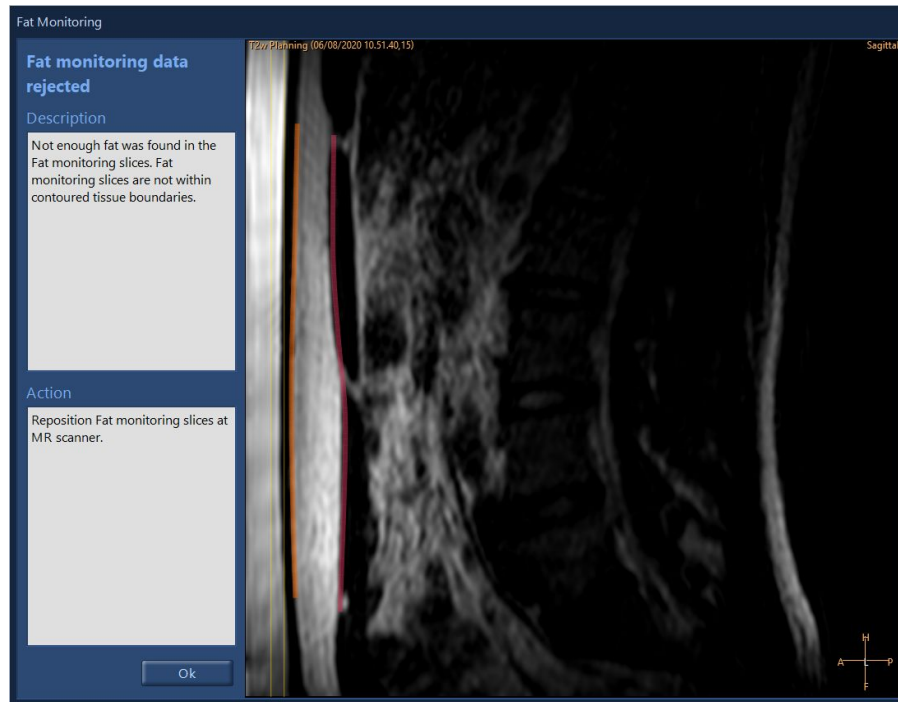 Fat Monitoring
Fat monitoring data
rejected
Description
Not enough fat was found in the
Fat monitoring slices. Fat
monitoring slices are not within
contoured tissue boundaries.
Action
Reposition Fat monitoring slices at
MR scanner.
Ok
T2w Planning (06/08/2020 10.51.40,15)
Sagittal
H
A L P
F